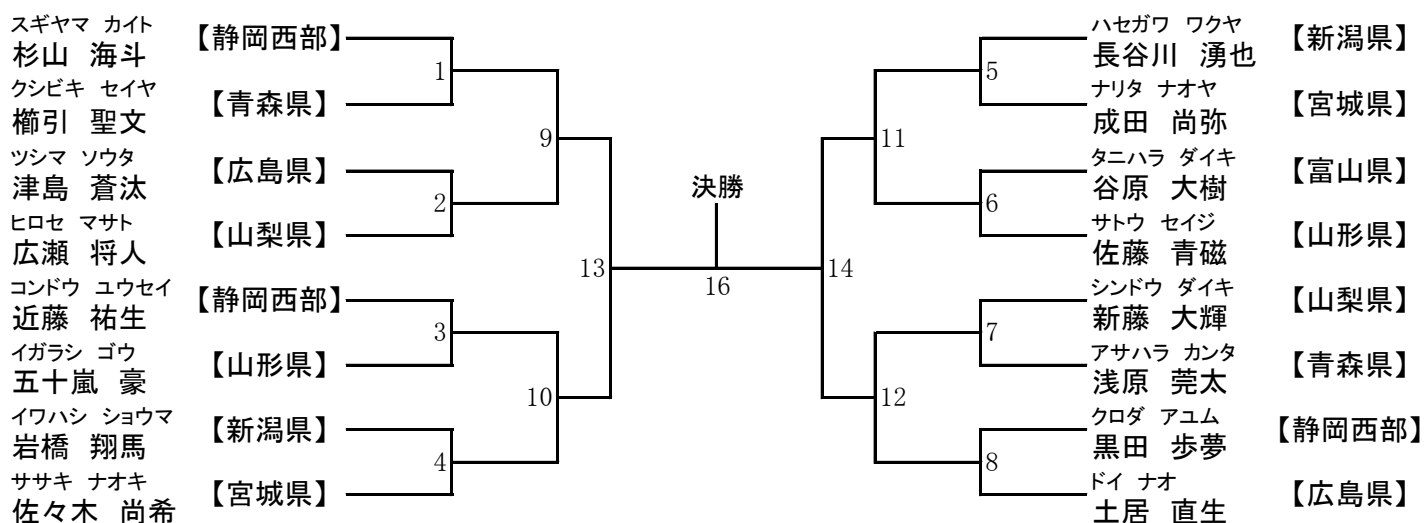 スギヤマ カイト
杉山 海斗 【静岡西部】
クシビキ セイヤ
櫛引 聖文 【青森県】
ツシマ ソウタ
津島 蒼汰 【広島県】
ヒロセ マサト
広瀬 将人 【山梨県】
コンドウ ユウセイ
近藤 祐生 【静岡西部】
イガラシ ゴウ
五十嵐 豪 【山形県】
イワハシ ショウマ
岩橋 翔馬 【新潟県】
ササキ ナオキ
佐々木 尚希 【宮城県】
1
2
3
4
9
10
13
決勝
16
14
11
12
5
6
7
8
ハセガワ ワクヤ
長谷川 湧也 【新潟県】
ナリタ ナオヤ
成田 尚弥 【宮城県】
タニハラ ダイキ
谷原 大樹 【富山県】
サトウ セイジ
佐藤 青磁 【山形県】
シンドウ ダイキ
新藤 大輝 【山梨県】
アサハラ カンタ
浅原 莞太 【青森県】
クロダ アユム
黒田 歩夢 【静岡西部】
ドイ ナオ
土居 直生 【広島県】